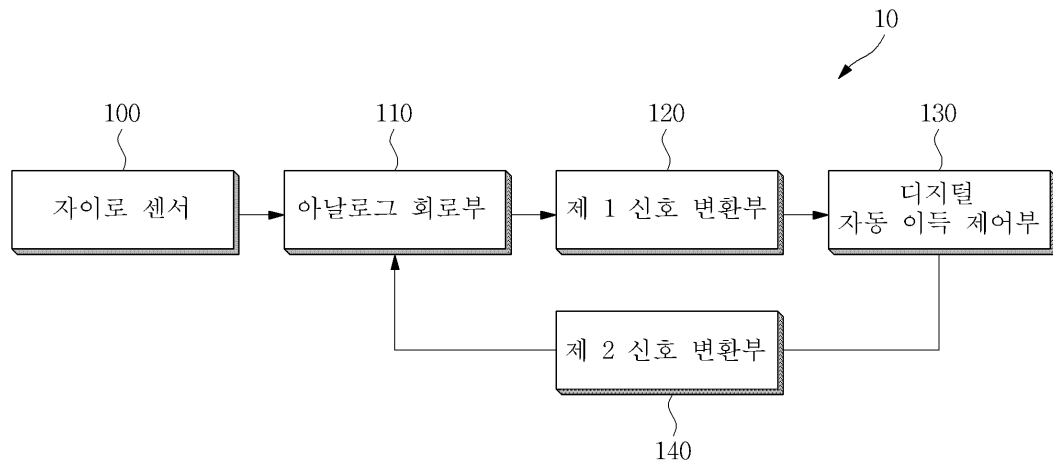 10
100
110
120
130
자이로 센서
아날로그 회로부
제 1 신호 변환부
디지털
자동 이득 제어부
제 2 신호 변환부
140